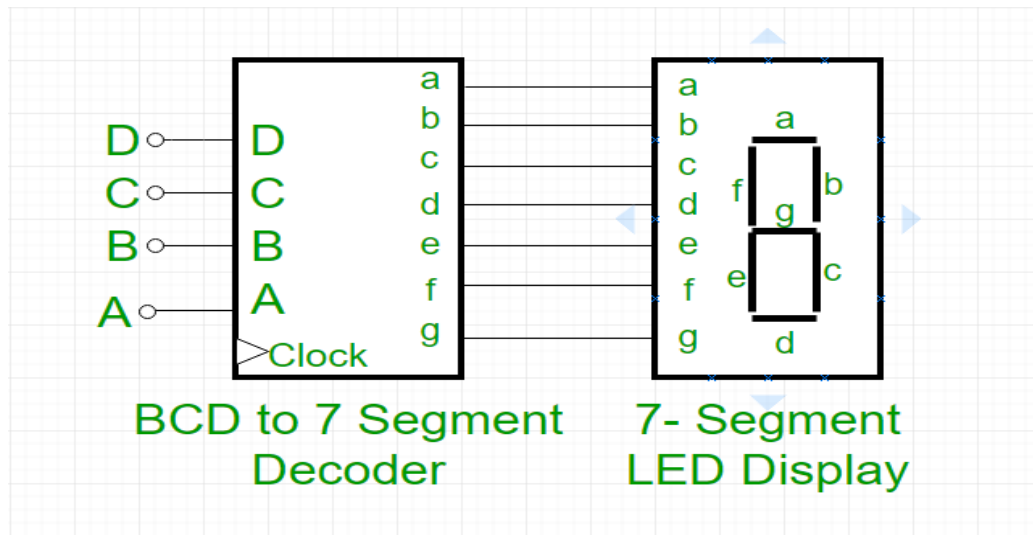 D
C
B
A
D
C
B
A
Clock
a
b
c
d
e
f
g
a
b
c
d
e
f
g
a
f
b
g
e
c
d
BCD to 7 Segment
Decoder
7- Segment
LED Display